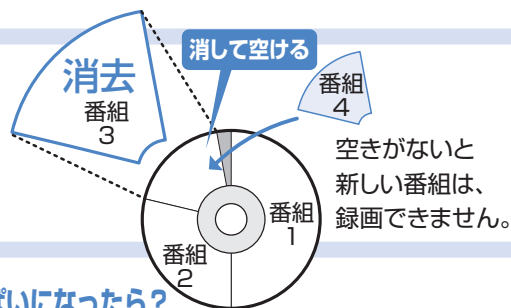 消して空ける
消去
番組
3
番組
4
空きがないと
新しい番組は、
録画できません。
番組
1
番組
2
ぱいになったら?